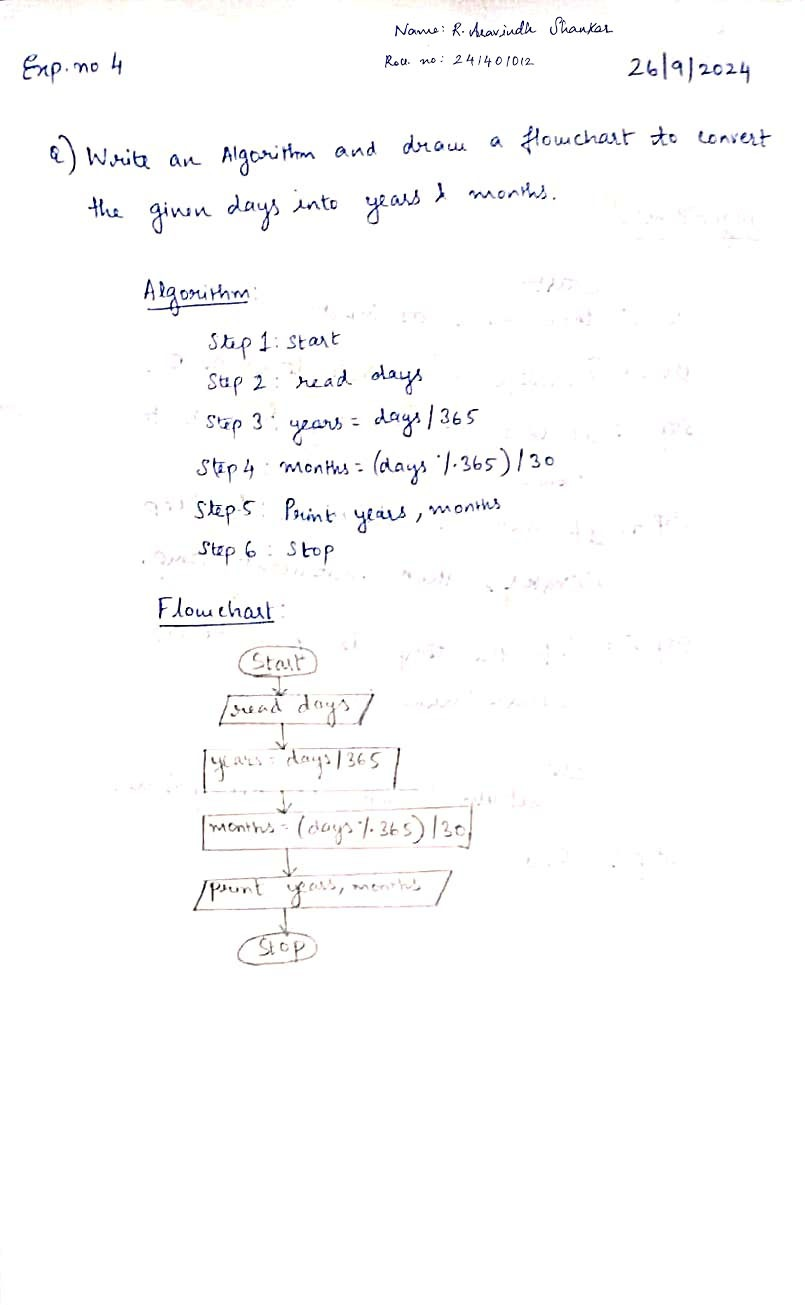 Name: R. Aravindh Shankar
Exp. no 4
Roll. no: 241401012
26/9/2024
Q) Write an Algorithm and draw a flowchart to convert
the given days into years & months.
Algorithm:
Step 1: Start
Step 2: read days
Step 3: years = days / 365
Step 4: months = (days % 365) / 30
Step 5: Print years, months
Step 6: Stop
Flowchart:
Start
read days
years = days / 365
months = (days % 365) / 30
print years, months
Stop